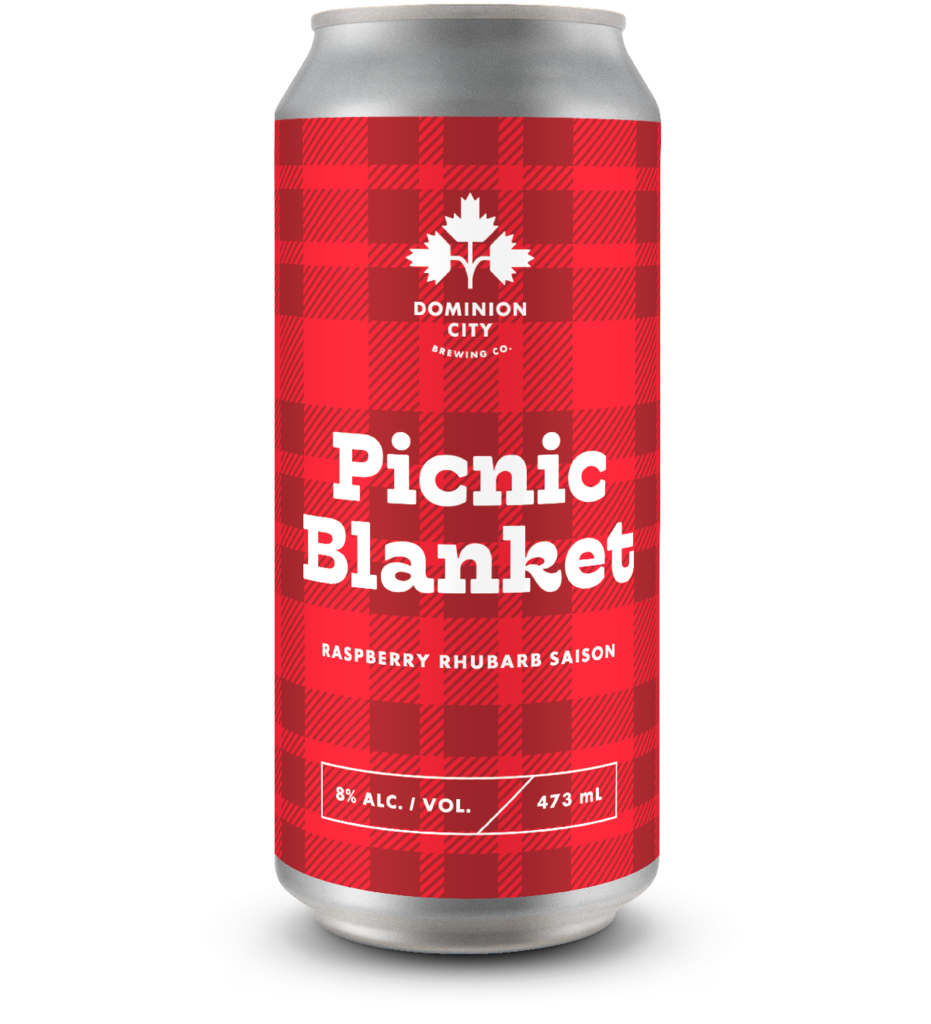 DOMINION
CITY
BREWING CO.
Picnic
Blanket
RASPBERRY RHUBARB SAISON
8% ALC. / VOL.
473 mL